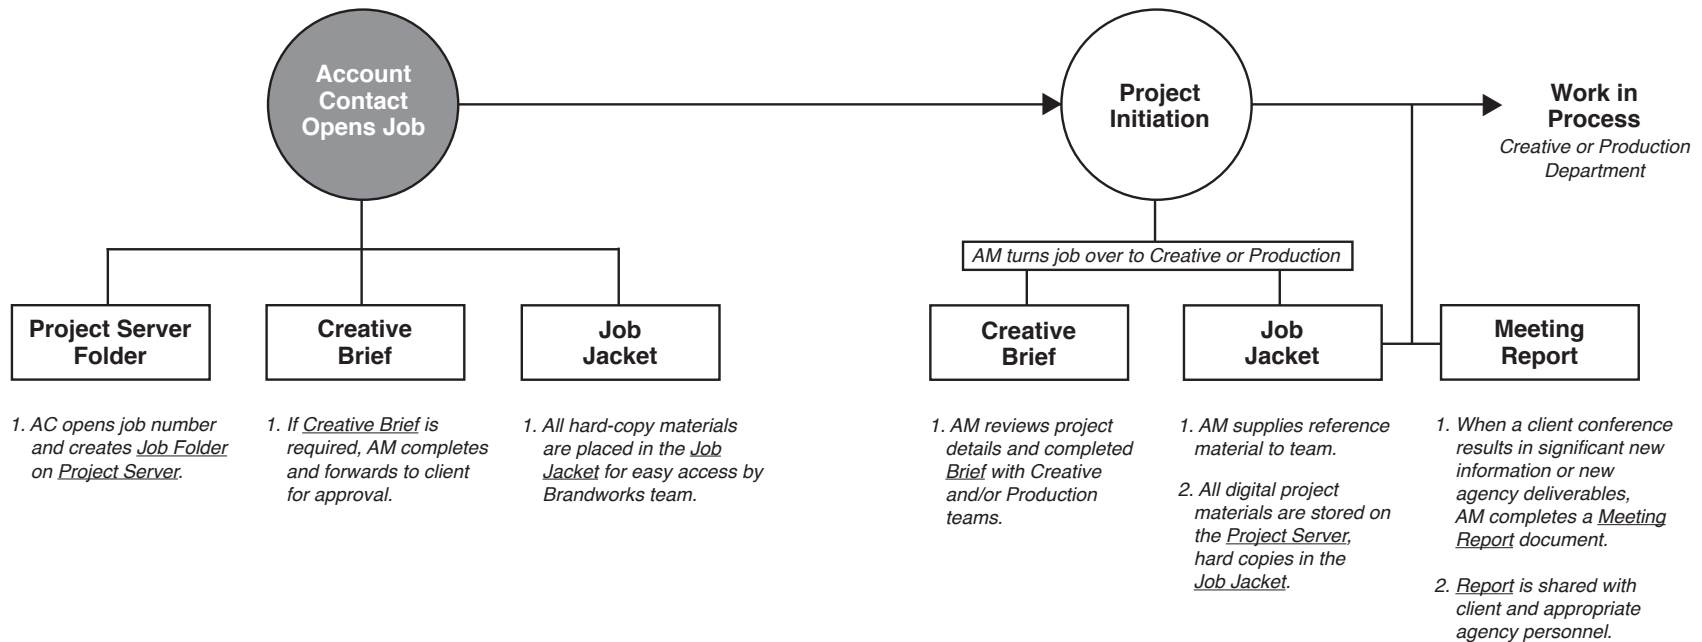 Account
Contact
Opens Job
Project
Initiation
Work in
Process
Creative or Production
Department
AM turns job over to Creative or Production
Project Server
Folder
Creative
Brief
Job
Jacket
Creative
Brief
Job
Jacket
Meeting
Report
1. AC opens job number
and creates Job Folder
on Project Server.
1. If Creative Brief is
required, AM completes
and forwards to client
for approval.
1. All hard-copy materials
are placed in the Job
Jacket for easy access by
Brandworks team.
1. AM reviews project
details and completed
Brief with Creative
and/or Production
teams.
1. AM supplies reference
material to team.
2. All digital project
materials are stored on
the Project Server,
hard copies in the
Job Jacket.
1. When a client conference
results in significant new
information or new
agency deliverables,
AM completes a Meeting
Report document.
2. Report is shared with
client and appropriate
agency personnel.